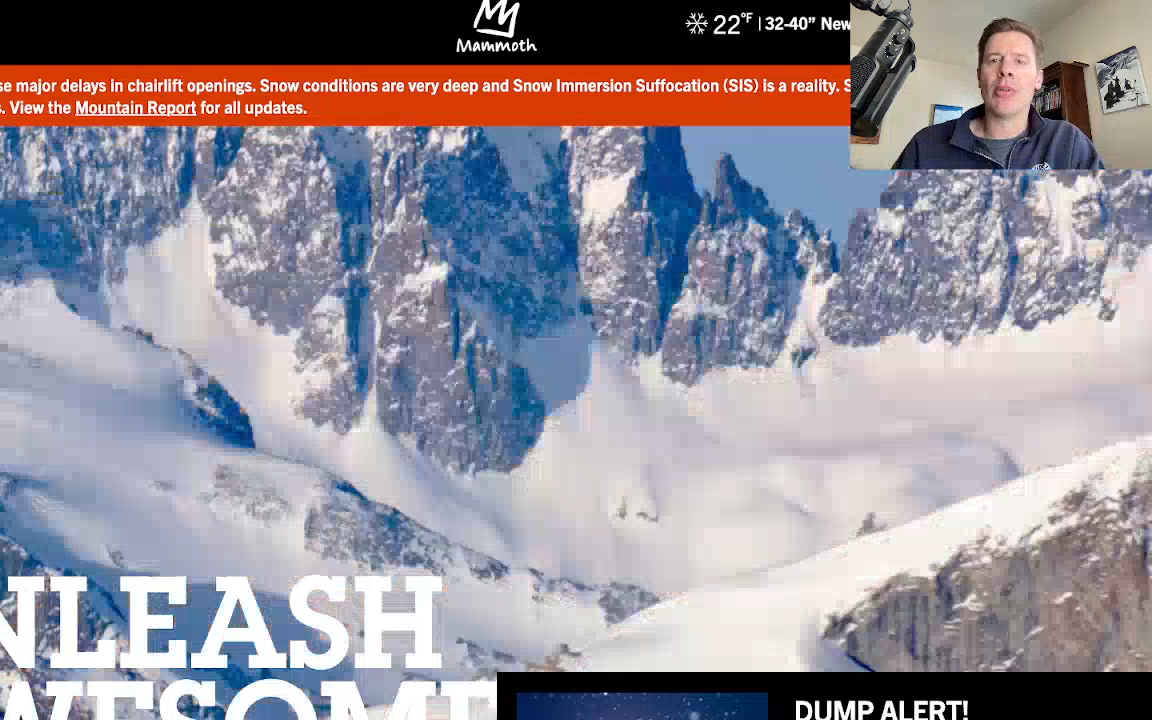 Mammoth
22°F | 32-40” New
se major delays in chairlift openings. Snow conditions are very deep and Snow Immersion Suffocation (SIS) is a reality. S
s. View the Mountain Report for all updates.
NLEASH
WESOME
DUMP ALERT!